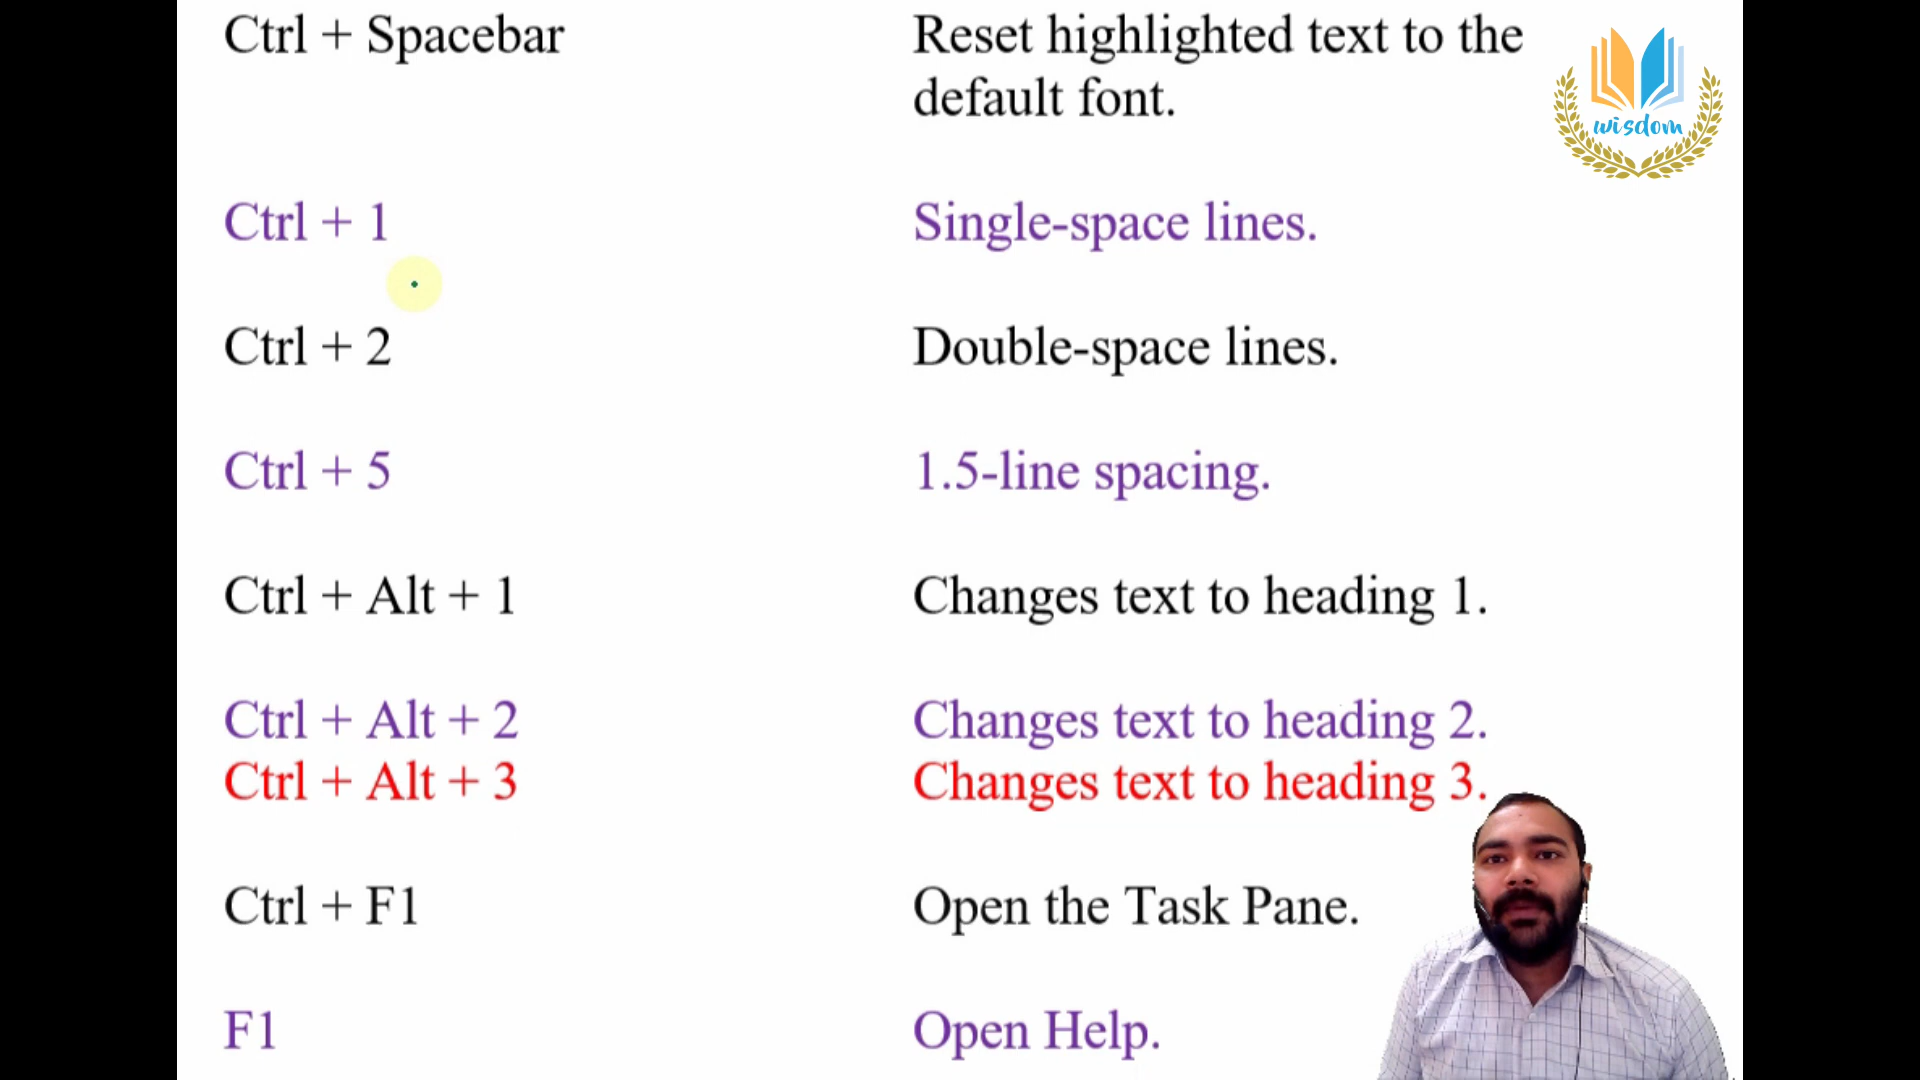 Ctrl + Spacebar Reset highlighted text to the
default font.
wisdom
Ctrl + 1 Single-space lines.
Ctrl + 2 Double-space lines.
Ctrl + 5 1.5-line spacing.
Ctrl + Alt + 1 Changes text to heading 1.
Ctrl + Alt + 2 Changes text to heading 2.
Ctrl + Alt + 3 Changes text to heading 3.
Ctrl + F1 Open the Task Pane.
F1 Open Help.